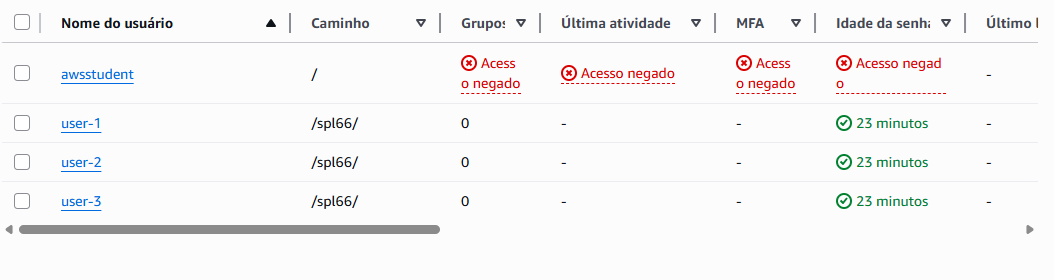 Nome do usuário Caminho Grupos Última atividade MFA Idade da senha Último
awsstudent / Acesso negado Acesso negado Acesso negado Acesso negado -
user-1 /spl66/ 0 - - 23 minutos -
user-2 /spl66/ 0 - - 23 minutos -
user-3 /spl66/ 0 - - 23 minutos -